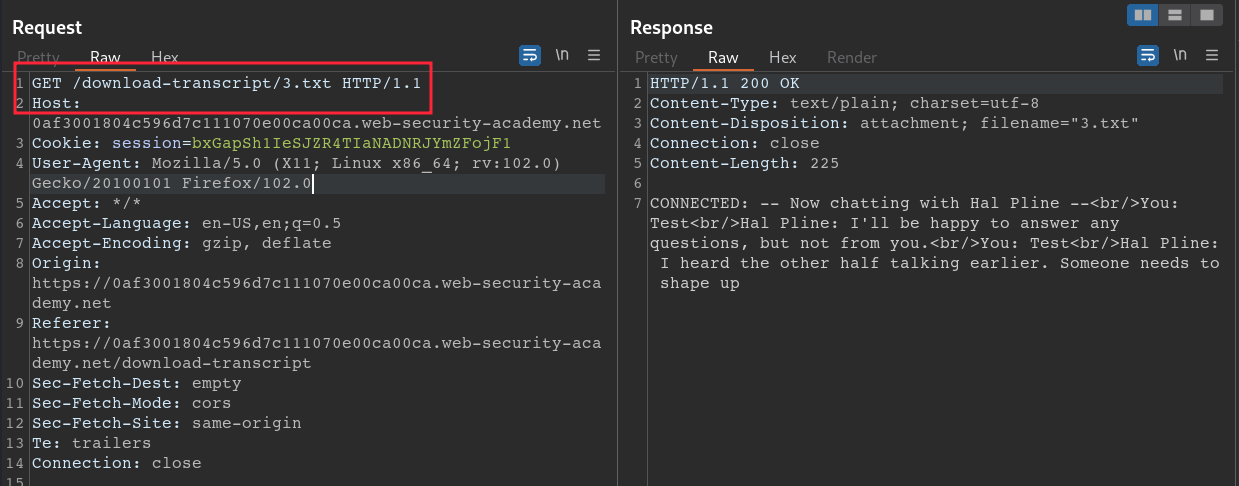 Request
Pretty Raw Hex \n
1 GET /download-transcript/3.txt HTTP/1.1
2 Host:
0af3001804c596d7c111070e00ca00ca.web-security-academy.net
3 Cookie: session=bxGapSh1IeSJZR4TIaNADNRJYmZFojF1
4 User-Agent: Mozilla/5.0 (X11; Linux x86_64; rv:102.0)
Gecko/20100101 Firefox/102.0
5 Accept: */*
6 Accept-Language: en-US,en;q=0.5
7 Accept-Encoding: gzip, deflate
8 Origin:
https://0af3001804c596d7c111070e00ca00ca.web-security-aca
demy.net
9 Referer:
https://0af3001804c596d7c111070e00ca00ca.web-security-aca
demy.net/download-transcript
10 Sec-Fetch-Dest: empty
11 Sec-Fetch-Mode: cors
12 Sec-Fetch-Site: same-origin
13 Te: trailers
14 Connection: close
15
Response
Pretty Raw Hex Render \n
1 HTTP/1.1 200 OK
2 Content-Type: text/plain; charset=utf-8
3 Content-Disposition: attachment; filename="3.txt"
4 Connection: close
5 Content-Length: 225
6
7 CONNECTED: -- Now chatting with Hal Pline --<br/>You:
Test<br/>Hal Pline: I'll be happy to answer any
questions, but not from you.<br/>You: Test<br/>Hal Pline:
I heard the other half talking earlier. Someone needs to
shape up